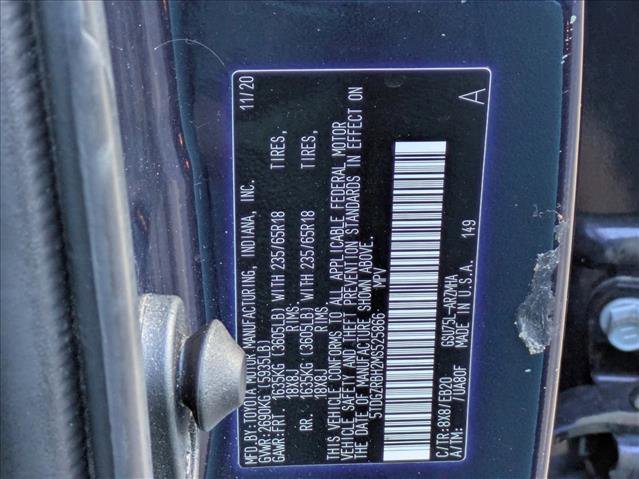 MFD. BY: TOYOTA MOTOR MANUFACTURING, INDIANA, INC. 11/20
GVWR: 2690KG (5935LB)
GAWR: FRT. 1635KG (3605LB) WITH 235/65R18 TIRES,
18X8J RIMS
RR. 1635KG (3605LB) WITH 235/65R18 TIRES,
18X8J RIMS
THIS VEHICLE CONFORMS TO ALL APPLICABLE FEDERAL MOTOR
VEHICLE SAFETY AND THEFT PREVENTION STANDARDS IN EFFECT ON
THE DATE OF MANUFACTURE SHOWN ABOVE.
5TDGZRBH2MS525866 MPV
C/TR: 8X8/EB20 GSU75L-ARZMHA
A/TM: /UA80F MADE IN U.S.A. 149 A